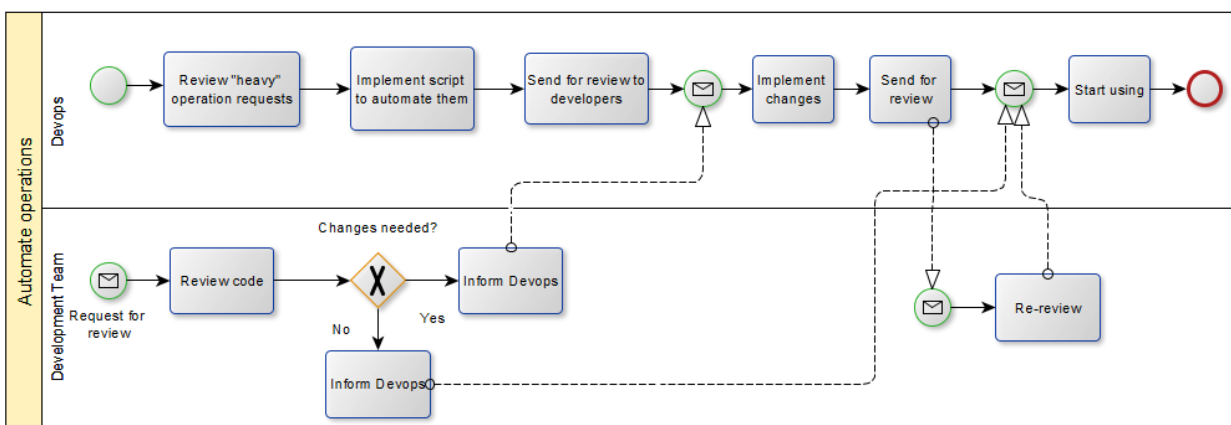 Automate operations
Devops
Review "heavy"
operation requests
Implement script
to automate them
Send for review to
developers
Implement
changes
Send for
review
Start using
Development Team
Request for
review
Review code
Changes needed?
Yes
Inform Devops
No
Inform Devops
Re-review